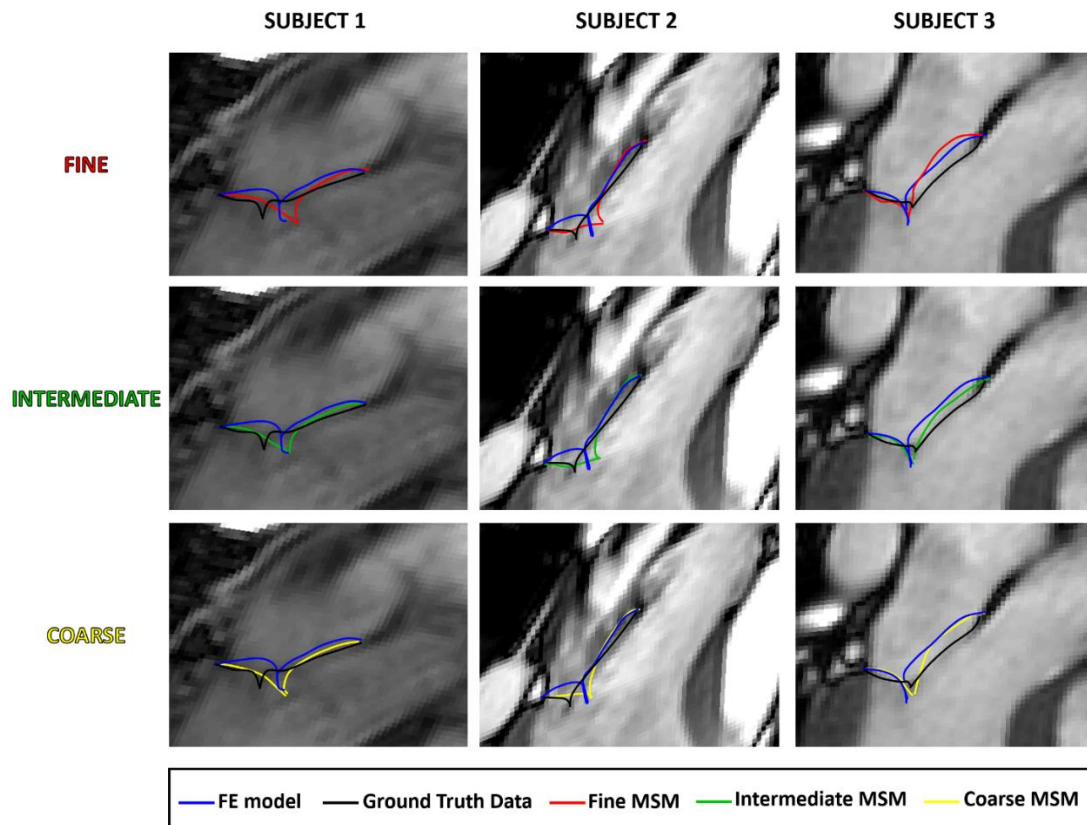 SUBJECT 1 SUBJECT 2 SUBJECT 3
FINE
INTERMEDIATE
COARSE
FE model Ground Truth Data Fine MSM Intermediate MSM Coarse MSM